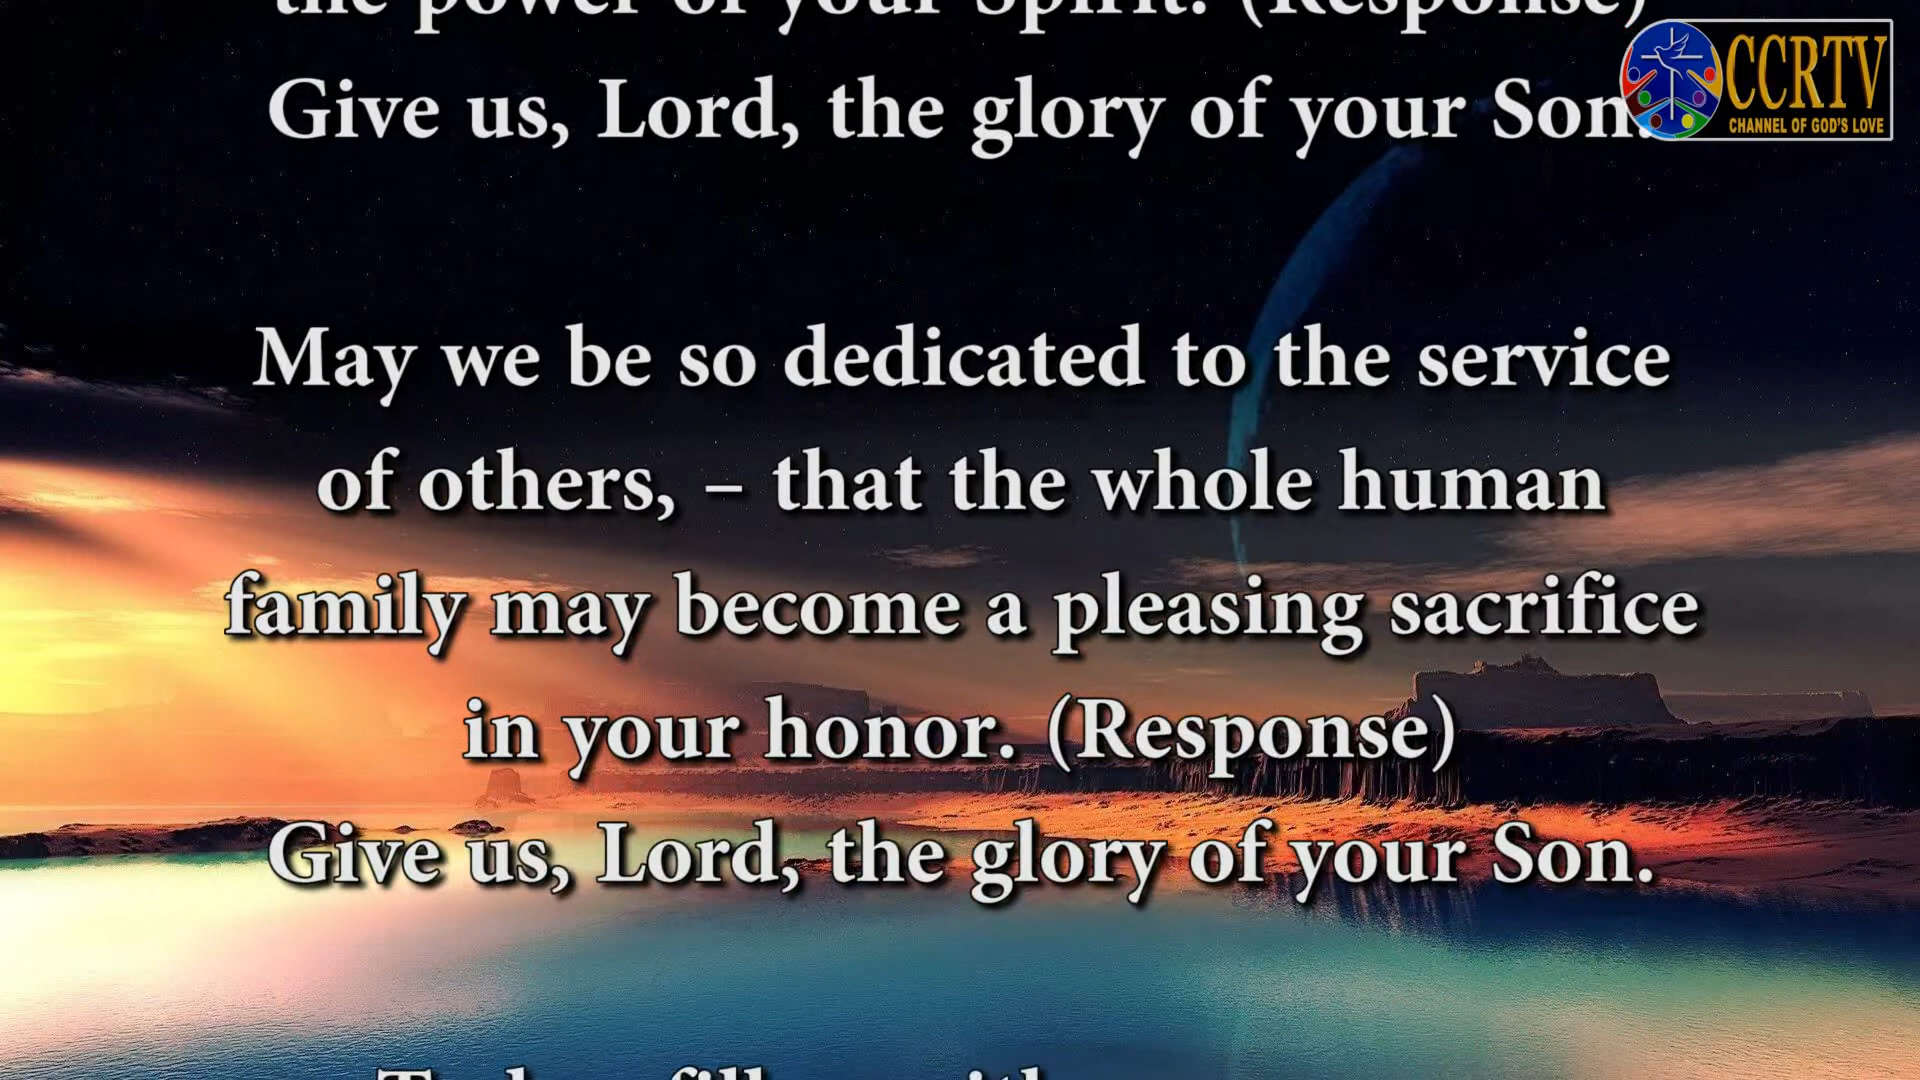 the power of your Spirit. (Response)
Give us, Lord, the glory of your Son.
CCRTV
CHANNEL OF GOD'S LOVE
May we be so dedicated to the service
of others, – that the whole human
family may become a pleasing sacrifice
in your honor. (Response)
Give us, Lord, the glory of your Son.